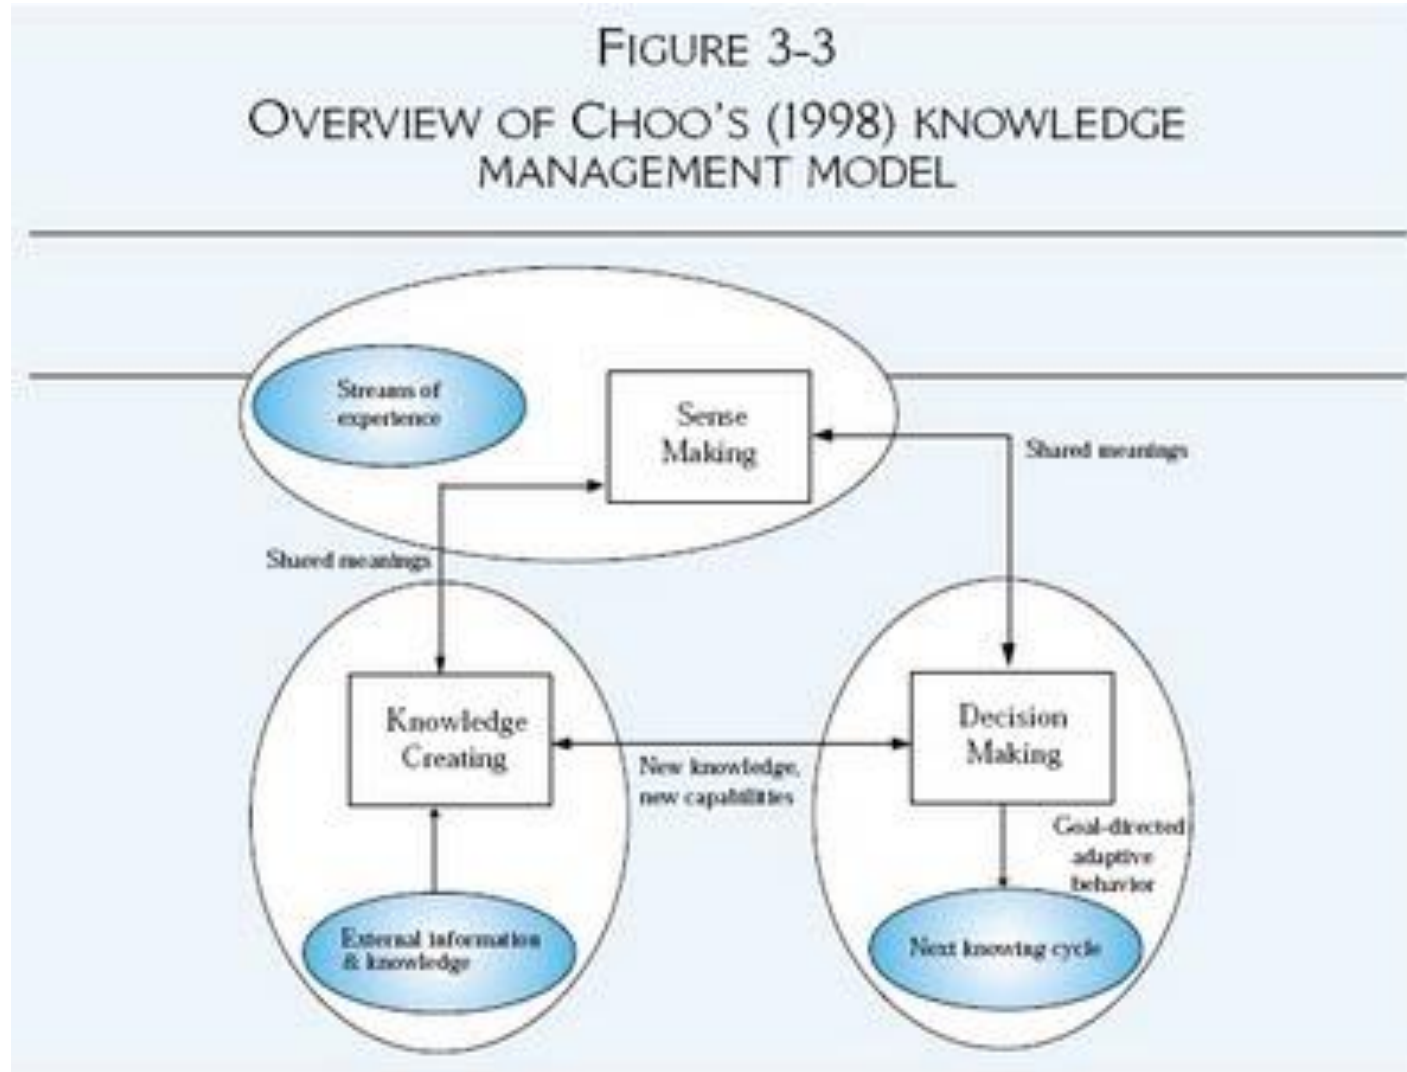 FIGURE 3-3
OVERVIEW OF CHOO'S (1998) KNOWLEDGE
MANAGEMENT MODEL
Streams of
experience
Sense
Making
Shared meanings
Shared meanings
Knowledge
Creating
New knowledge,
new capabilities
Decision
Making
Goal-directed
adaptive
behavior
External information
& knowledge
Next knowing cycle